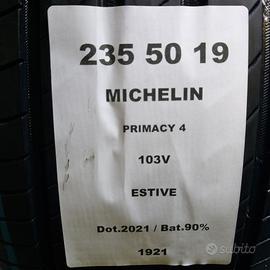 235 50 19
MICHELIN
PRIMACY 4
103V
ESTIVE
Dot.2021 / Bat.90%
1921
subito